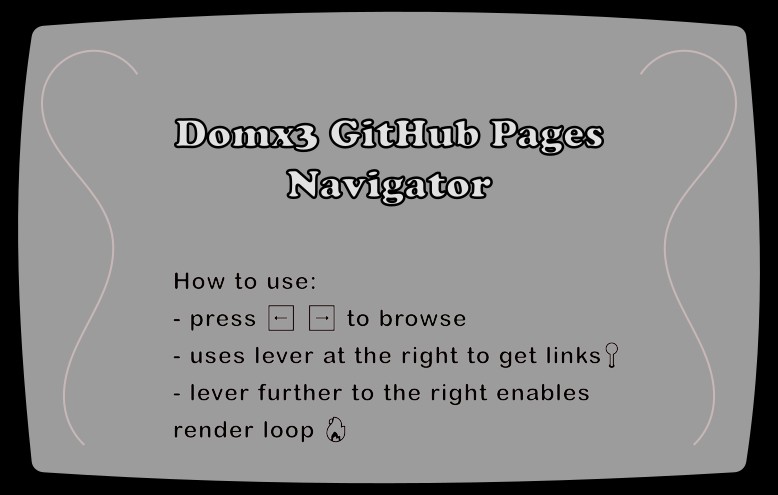 Domx3 GitHub Pages
Navigator
How to use:
- press ← → to browse
- uses lever at the right to get links
- lever further to the right enables
render loop 🔥